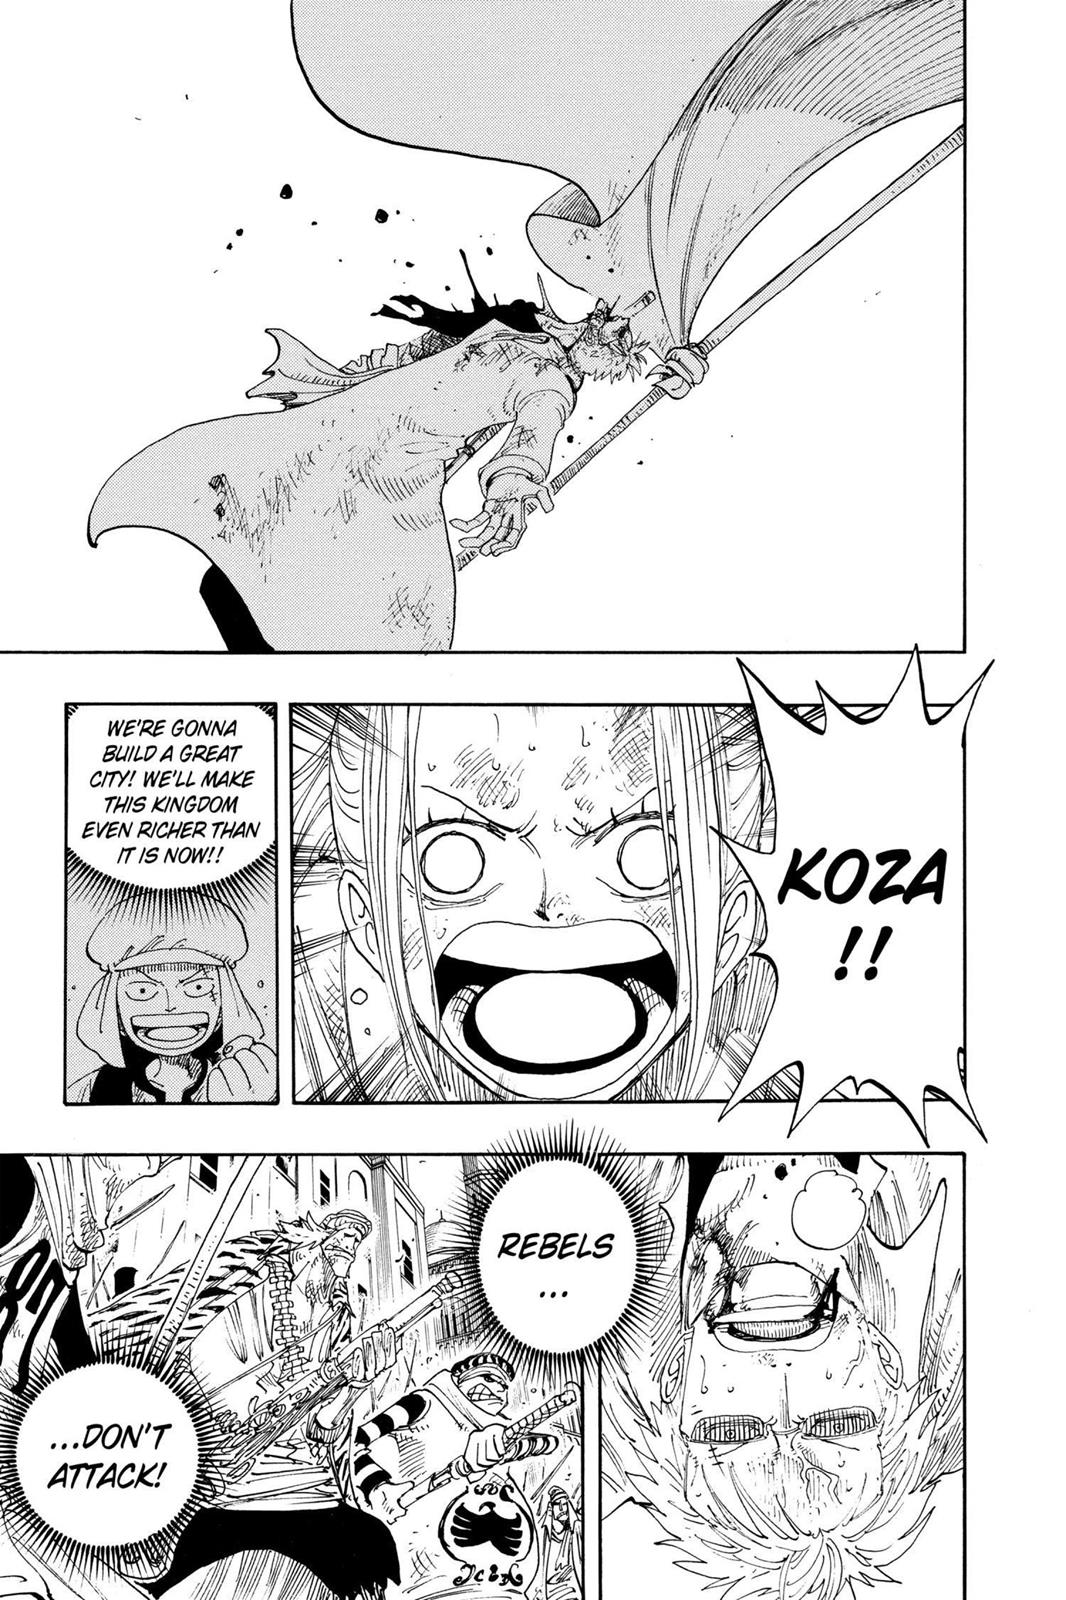 KOZA
!!
WE'RE GONNA
BUILD A GREAT
CITY! WE'LL MAKE
THIS KINGDOM
EVEN RICHER THAN
IT IS NOW!!
REBELS
...
...DON'T
ATTACK!